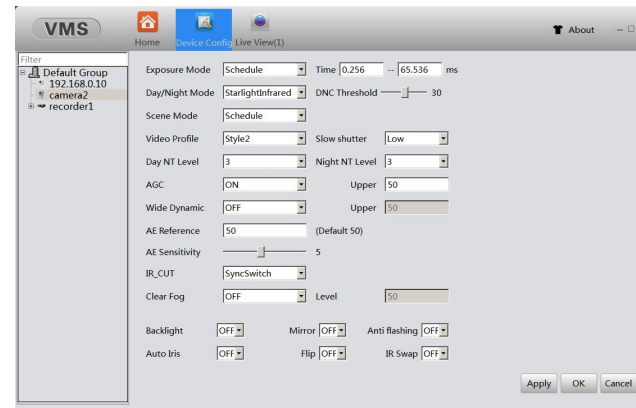 VMS
Home Device Config Live View(1) About
Filter
Default Group
192.168.0.10
camera2
recorder1
Exposure Mode Schedule Time 0.256 -- 65.536 ms
Day/Night Mode StarlightInfrared DNC Threshold 30
Scene Mode Schedule
Video Profile Style2 Slow shutter Low
Day NT Level 3 Night NT Level 3
AGC ON Upper 50
Wide Dynamic OFF Upper 50
AE Reference 50 (Default 50)
AE Sensitivity 5
IR_CUT SyncSwitch
Clear Fog OFF Level 50
Backlight OFF Mirror OFF Anti flashing OFF
Auto Iris OFF Flip OFF IR Swap OFF
Apply OK Cancel